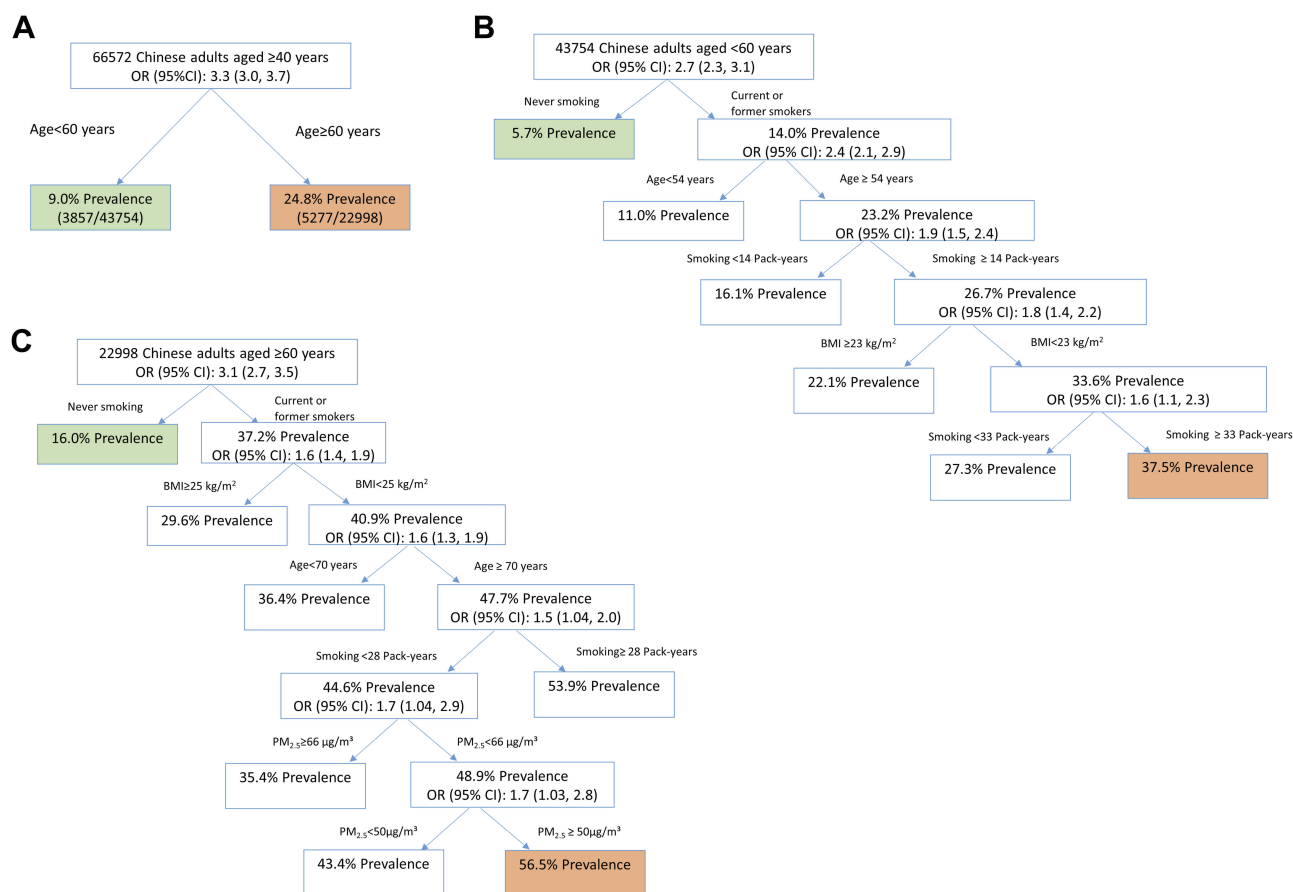 A
66572 Chinese adults aged ≥40 years
OR (95%CI): 3.3 (3.0, 3.7)
Age<60 years
Age≥60 years
9.0% Prevalence
(3857/43754)
24.8% Prevalence
(5277/22998)
B
43754 Chinese adults aged <60 years
OR (95% CI): 2.7 (2.3, 3.1)
Never smoking
Current or
former smokers
5.7% Prevalence
14.0% Prevalence
OR (95% CI): 2.4 (2.1, 2.9)
Age<54 years
Age ≥ 54 years
11.0% Prevalence
23.2% Prevalence
OR (95% CI): 1.9 (1.5, 2.4)
Smoking <14 Pack-years
Smoking ≥ 14 Pack-years
16.1% Prevalence
26.7% Prevalence
OR (95% CI): 1.8 (1.4, 2.2)
BMI ≥23 kg/m²
BMI<23 kg/m²
22.1% Prevalence
33.6% Prevalence
OR (95% CI): 1.6 (1.1, 2.3)
Smoking <33 Pack-years
Smoking ≥ 33 Pack-years
27.3% Prevalence
37.5% Prevalence
C
22998 Chinese adults aged ≥60 years
OR (95% CI): 3.1 (2.7, 3.5)
Never smoking
Current or
former smokers
16.0% Prevalence
37.2% Prevalence
OR (95% CI): 1.6 (1.4, 1.9)
BMI≥25 kg/m²
BMI<25 kg/m²
29.6% Prevalence
40.9% Prevalence
OR (95% CI): 1.6 (1.3, 1.9)
Age<70 years
Age ≥ 70 years
36.4% Prevalence
47.7% Prevalence
OR (95% CI): 1.5 (1.04, 2.0)
Smoking <28 Pack-years
Smoking≥ 28 Pack-years
44.6% Prevalence
OR (95% CI): 1.7 (1.04, 2.9)
53.9% Prevalence
PM₂.₅≥66 µg/m³
PM₂.₅<66 µg/m³
35.4% Prevalence
48.9% Prevalence
OR (95% CI): 1.7 (1.03, 2.8)
PM₂.₅<50µg/m³
PM₂.₅ ≥ 50µg/m³
43.4% Prevalence
56.5% Prevalence